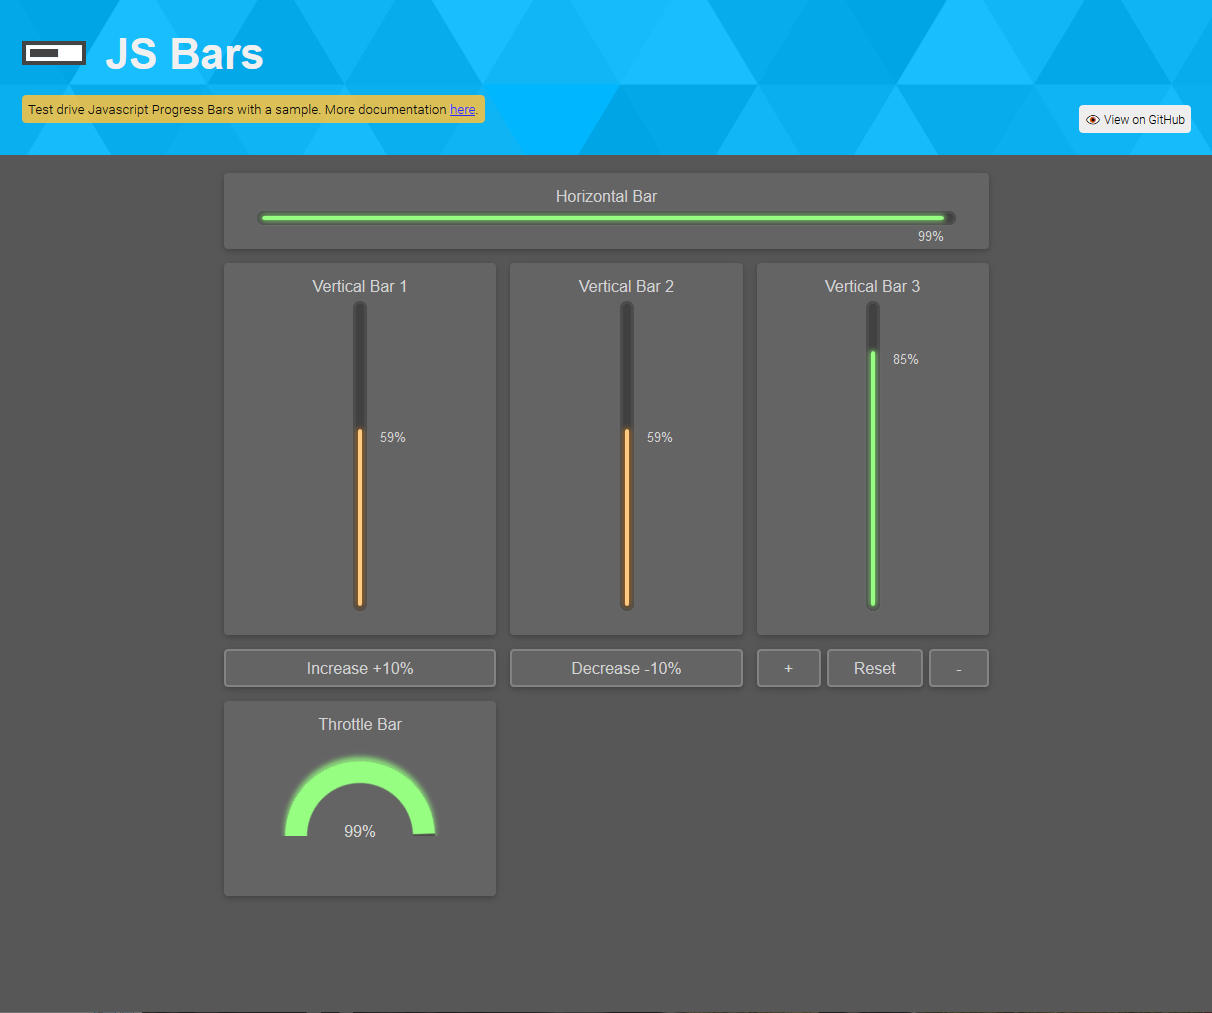 JS Bars
Test drive Javascript Progress Bars with a sample. More documentation here.
View on GitHub
Horizontal Bar
99%
Vertical Bar 1
59%
Vertical Bar 2
59%
Vertical Bar 3
85%
Increase +10%
Decrease -10%
+
Reset
-
Throttle Bar
99%